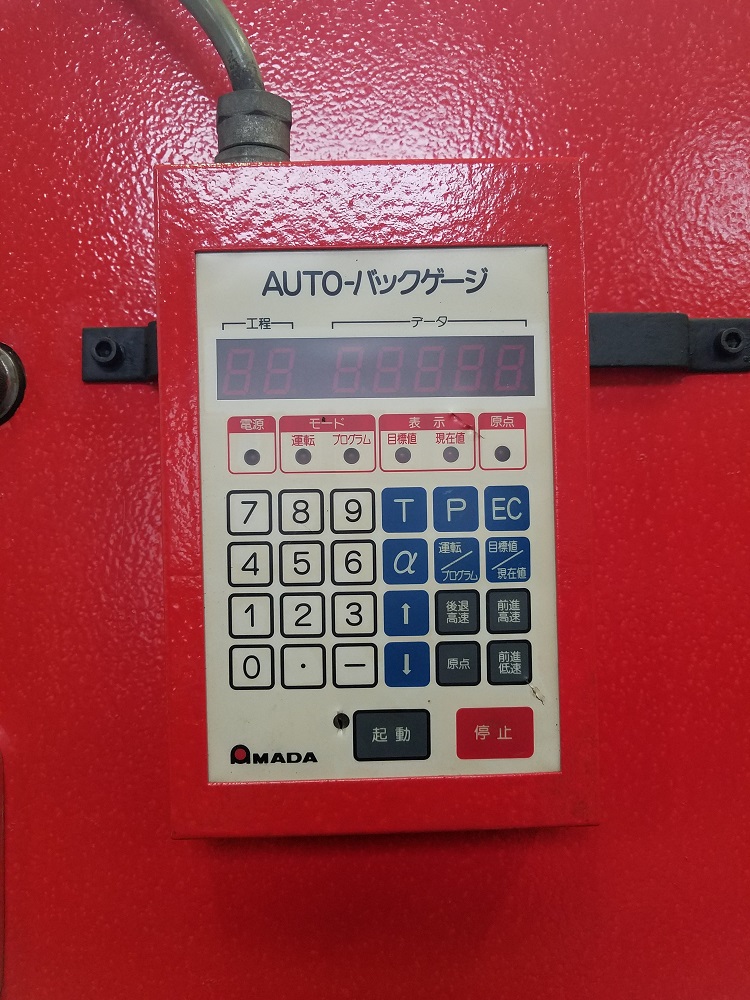 AUTO-バックゲージ
工程 データ
電源 モード 表示 原点
運転 プログラム 目標値 現在値
7 8 9 T P EC
4 5 6 α 運転/プログラム 目標値/現在値
1 2 3 ↑ 後退高速 前進高速
0 . − ↓ 原点 前進低速
起動 停止
AMADA